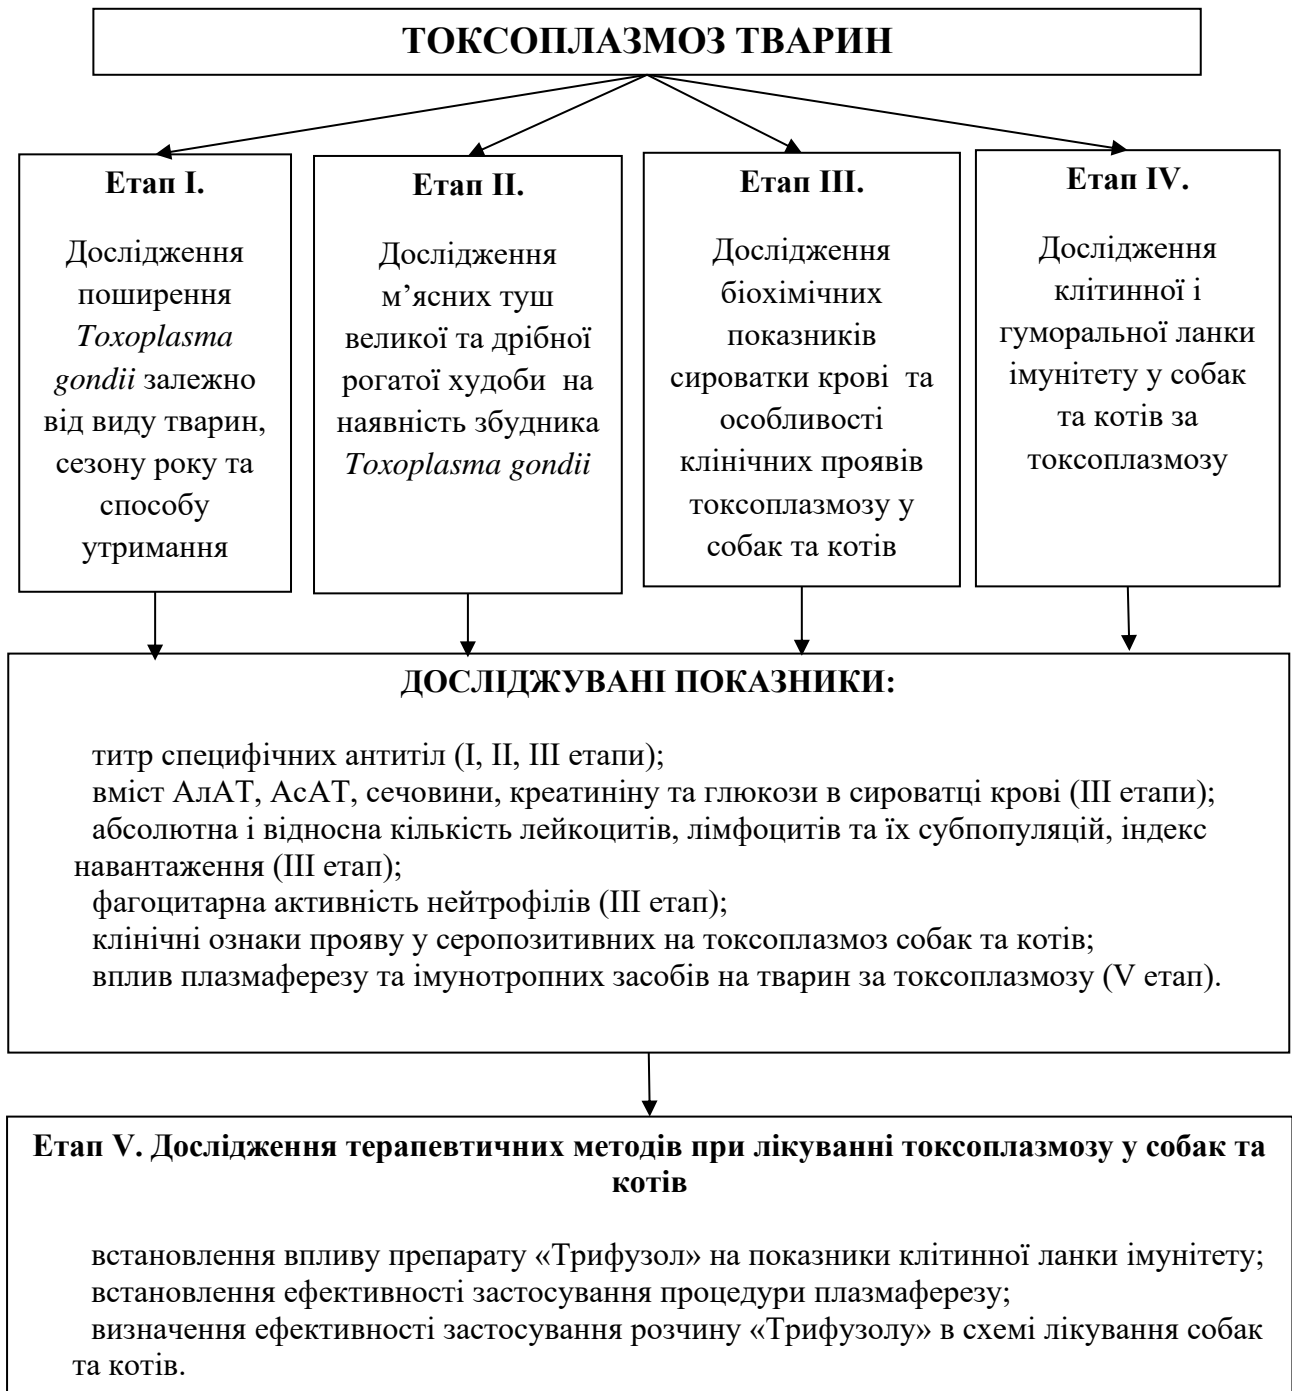 ТОКСОПЛАЗМОЗ ТВАРИН
Етап І.
Дослідження
поширення
Toxoplasma
gondii залежно
від виду тварин,
сезону року та
способу
утримання
Етап ІІ.
Дослідження
м’ясних туш
великої та дрібної
рогатої худоби на
наявність збудника
Toxoplasma gondii
Етап ІІІ.
Дослідження
біохімічних
показників
сироватки крові та
особливості
клінічних проявів
токсоплазмозу у
собак та котів
Етап IV.
Дослідження
клітинної і
гуморальної ланки
імунітету у собак
та котів за
токсоплазмозу
ДОСЛІДЖУВАНІ ПОКАЗНИКИ:
титр специфічних антитіл (І, ІІ, ІІІ етапи);
вміст АлАТ, АсАТ, сечовини, креатиніну та глюкози в сироватці крові (ІІІ етапи);
абсолютна і відносна кількість лейкоцитів, лімфоцитів та їх субпопуляцій, індекс
навантаження (ІІІ етап);
фагоцитарна активність нейтрофілів (ІІІ етап);
клінічні ознаки прояву у серопозитивних на токсоплазмоз собак та котів;
вплив плазмаферезу та імунотропних засобів на тварин за токсоплазмозу (V етап).
Етап V. Дослідження терапевтичних методів при лікуванні токсоплазмозу у собак та
котів
встановлення впливу препарату «Трифузол» на показники клітинної ланки імунітету;
встановлення ефективності застосування процедури плазмаферезу;
визначення ефективності застосування розчину «Трифузолу» в схемі лікування собак
та котів.